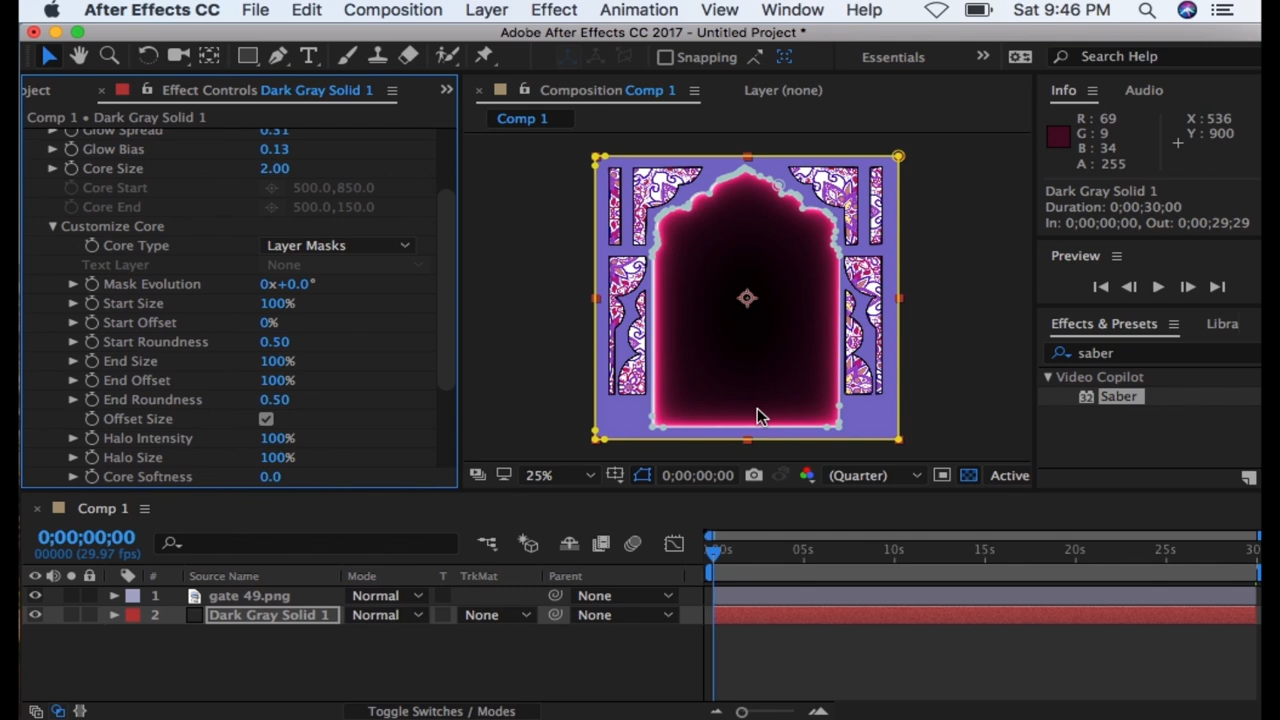 After Effects CC File Edit Composition Layer Effect Animation View Window Help Sat 9:46 PM
Adobe After Effects CC 2017 - Untitled Project *
Snapping Essentials Search Help
oject Effect Controls Dark Gray Solid 1
Comp 1 • Dark Gray Solid 1
Glow Spread 0.31
Glow Bias 0.13
Core Size 2.00
Core Start 500.0,850.0
Core End 500.0,150.0
Customize Core
Core Type Layer Masks
Text Layer None
Mask Evolution 0x+0.0°
Start Size 100%
Start Offset 0%
Start Roundness 0.50
End Size 100%
End Offset 100%
End Roundness 0.50
Offset Size
Halo Intensity 100%
Halo Size 100%
Core Softness 0.0
Composition Comp 1 Layer (none)
Comp 1
25% 0;00;00;00 (Quarter) Active
Info Audio
R: 69 X: 536
G: 9 Y: 900
B: 34
A: 255
Dark Gray Solid 1
Duration: 0;00;30;00
In: 0;00;00;00, Out: 0;00;29;29
Preview
Effects & Presets Libra
saber
Video Copilot
32 Saber
Comp 1
0;00;00;00
00000 (29.97 fps)
05s 10s 15s 20s 25s 30
# Source Name Mode T TrkMat Parent
1 gate 49.png Normal None
2 Dark Gray Solid 1 Normal None None
Toggle Switches / Modes